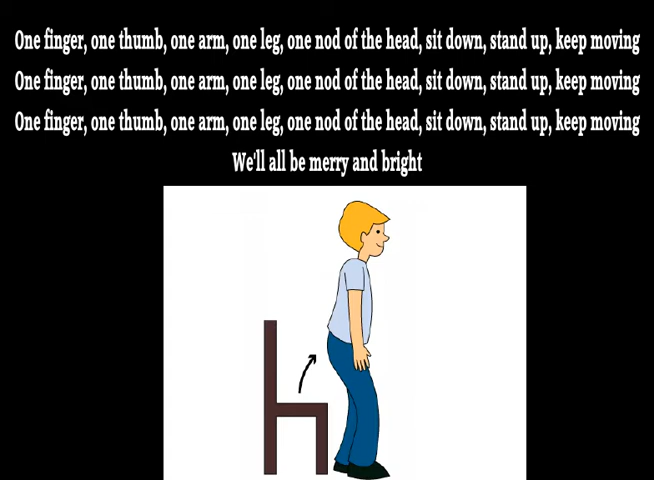 One finger, one thumb, one arm, one leg, one nod of the head, sit down, stand up, keep moving
One finger, one thumb, one arm, one leg, one nod of the head, sit down, stand up, keep moving
One finger, one thumb, one arm, one leg, one nod of the head, sit down, stand up, keep moving
We'll all be merry and bright